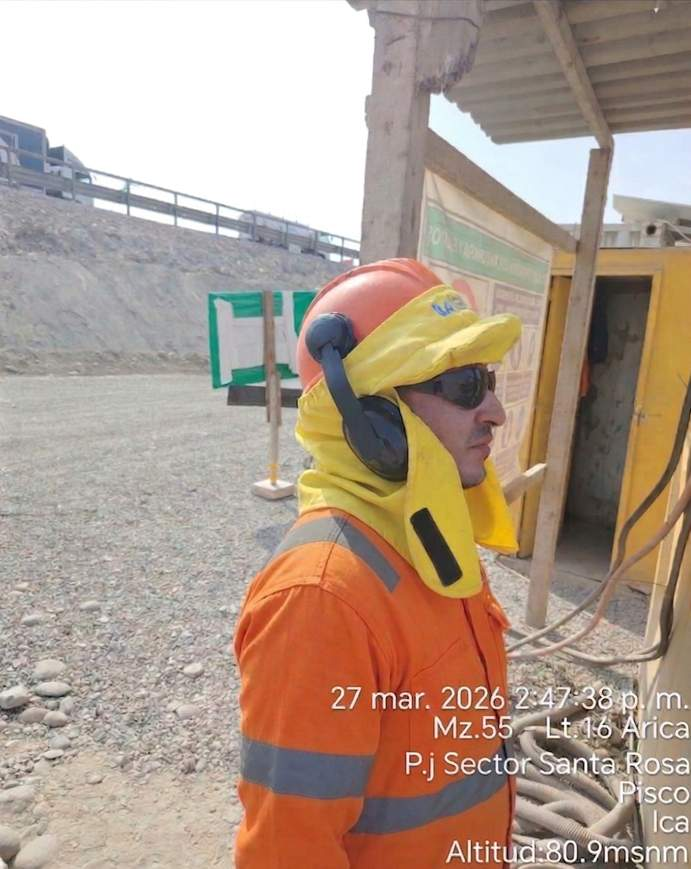 27 mar. 2026 2:47:38 p. m.
Mz.55 Lt.16 Arica
P.j Sector Santa Rosa
Pisco
Ica
Altitud:80.9msnm